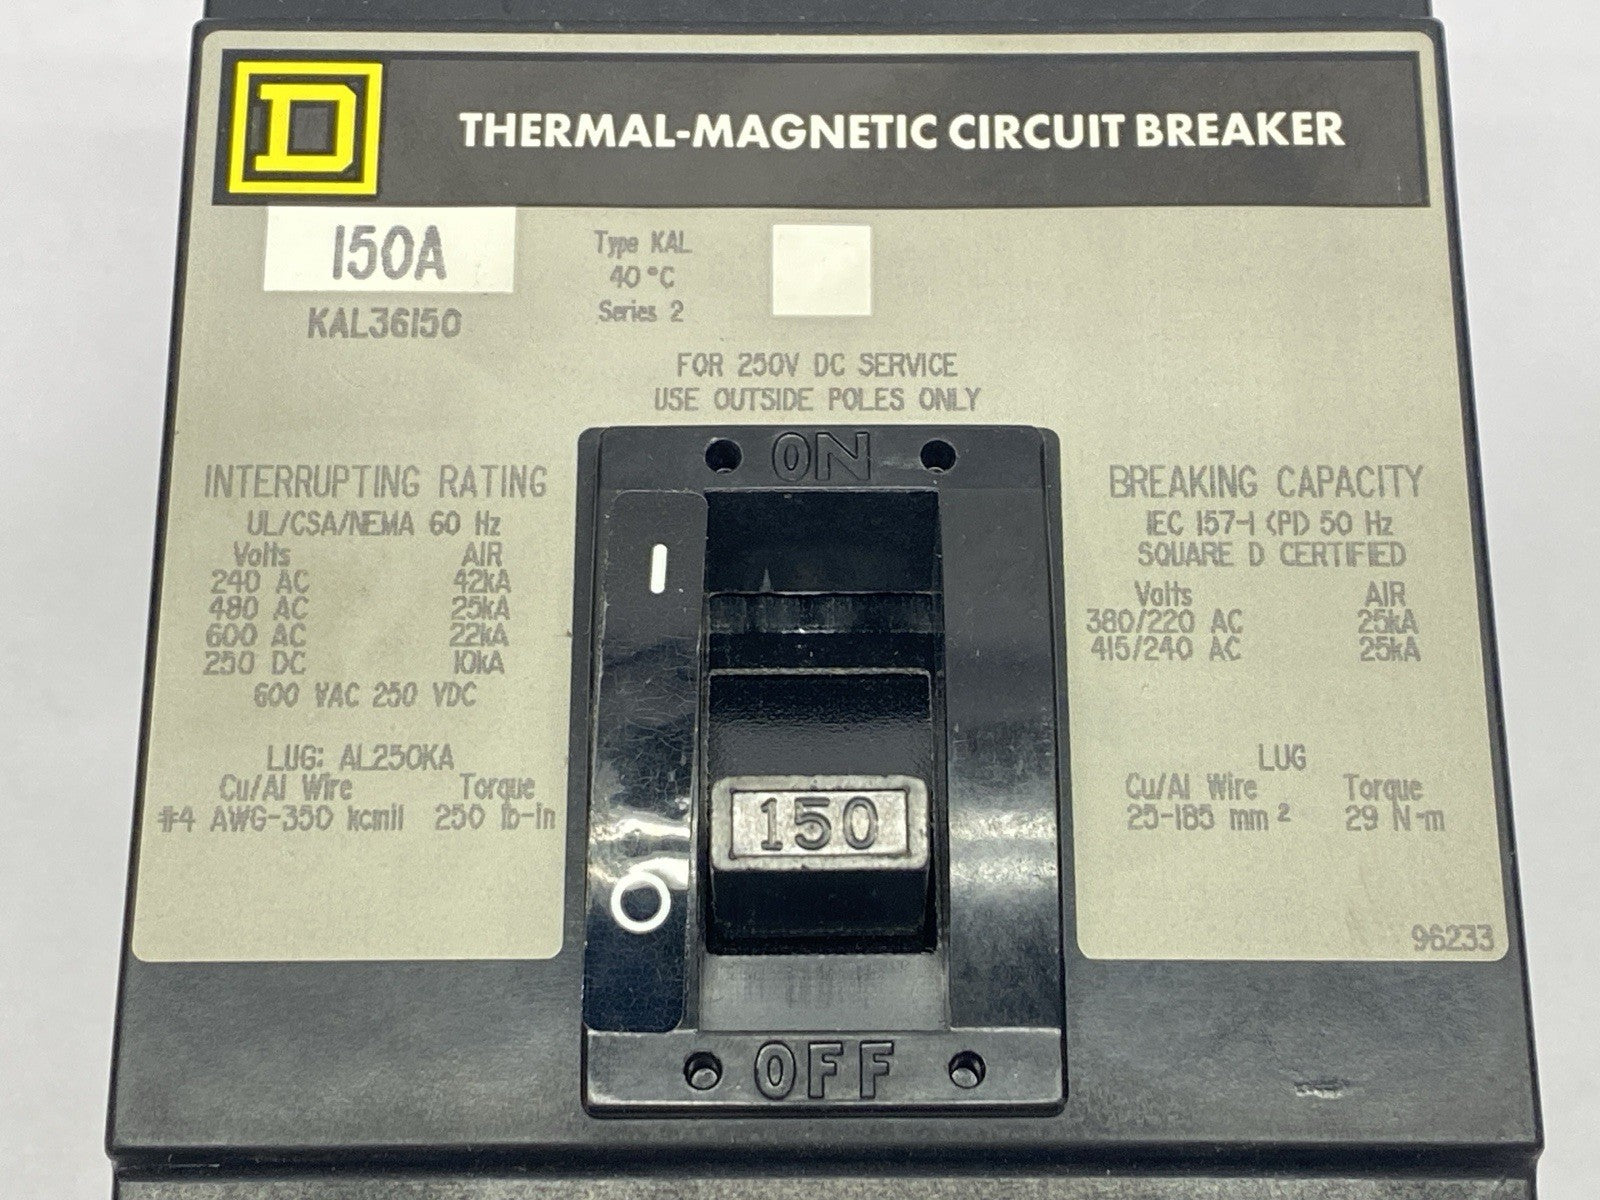 D THERMAL-MAGNETIC CIRCUIT BREAKER
150A
KAL36150
Type KAL
40°C
Series 2
FOR 250V DC SERVICE
USE OUTSIDE POLES ONLY
INTERRUPTING RATING
UL/CSA/NEMA 60 Hz
Volts AIR
240 AC 42kA
480 AC 25kA
600 AC 22kA
250 DC 10kA
600 VAC 250 VDC
LUG: AL250KA
Cu/Al Wire Torque
#4 AWG-350 kcmil 250 lb-in
ON
I
150
O
OFF
BREAKING CAPACITY
IEC 157-1 (P1) 50 Hz
SQUARE D CERTIFIED
Volts AIR
380/220 AC 25kA
415/240 AC 25kA
LUG
Cu/Al Wire Torque
25-185 mm² 29 N-m
96233